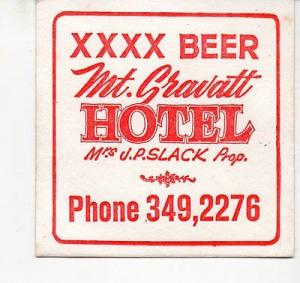 XXXX BEER
Mt. Gravatt
HOTEL
Mrs J.P. SLACK Prop.
Phone 349,2276